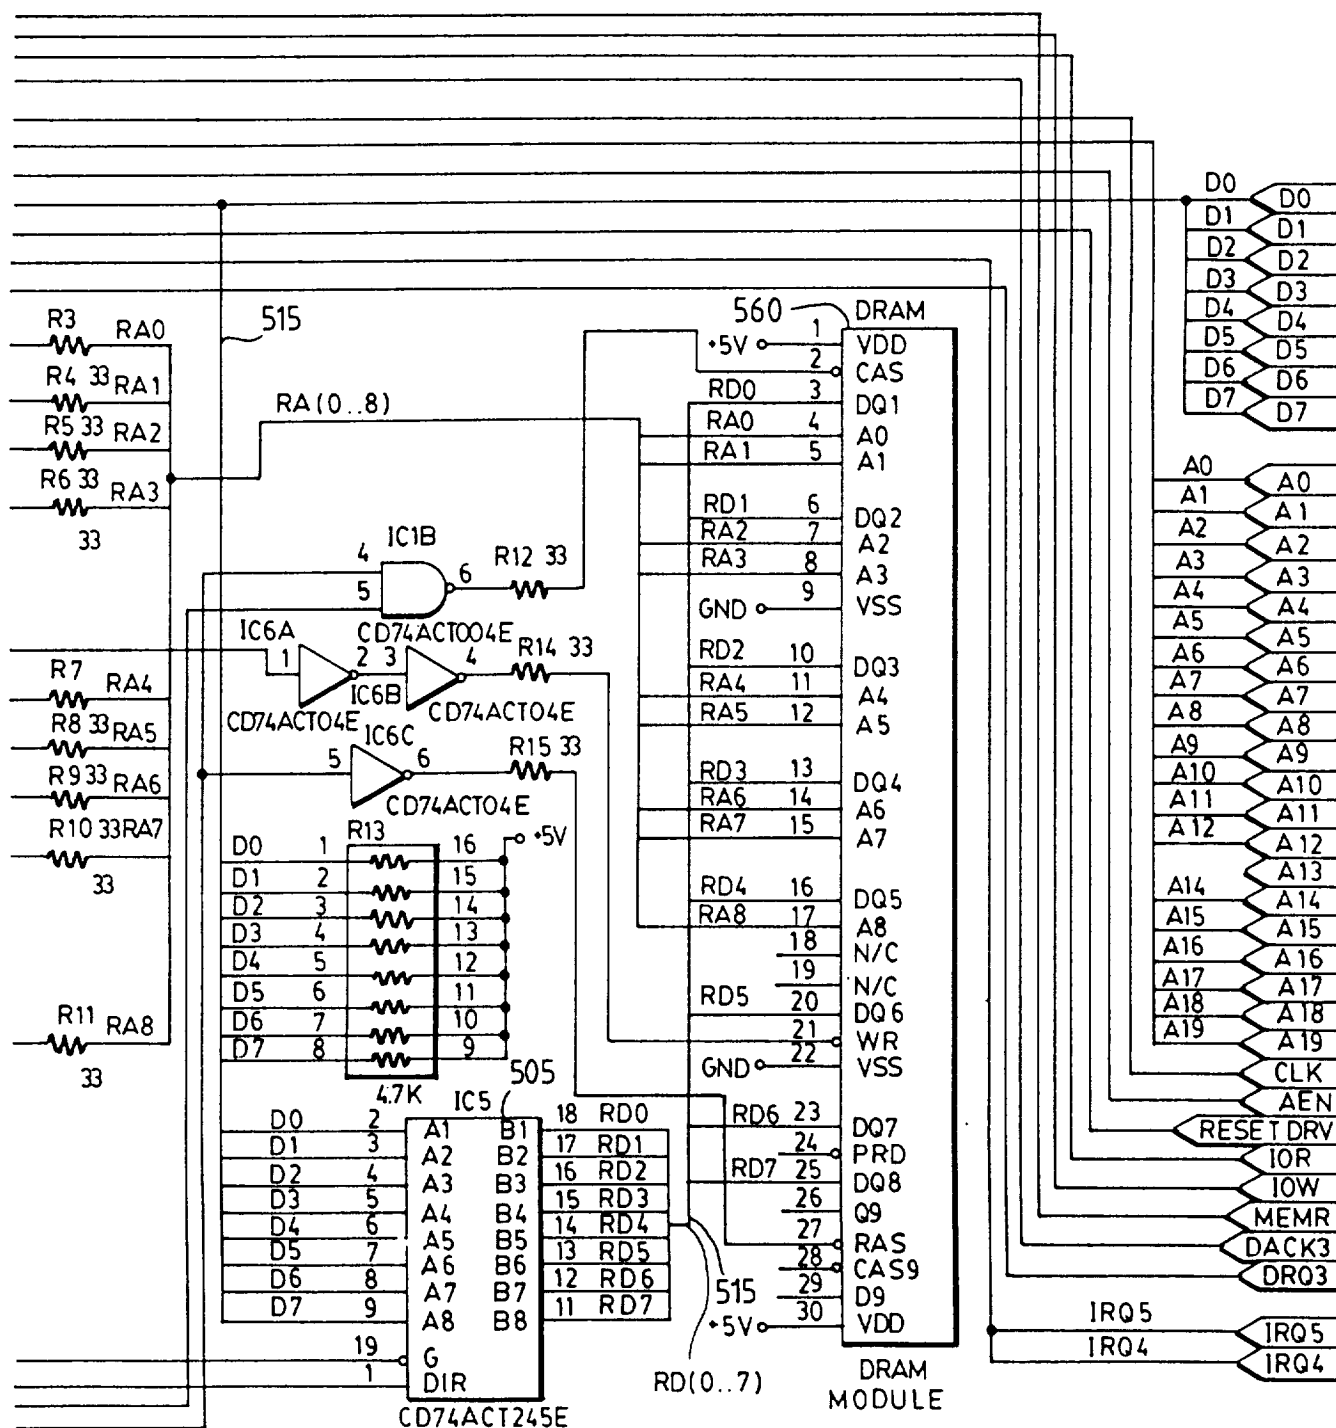 D0 D0
D1 D1
D2 D2
D3 D3
D4 D4
D5 D5
D6 D6
D7 D7
515
560 DRAM
R3 RA0
R4 33 RA1
R5 33 RA2
R6 33 RA3
33
RA(0..8)
+5V 1 VDD
2 CAS
RD0 3 DQ1
RA0 4 A0
RA1 5 A1
RD1 6 DQ2
RA2 7 A2
RA3 8 A3
GND 9 VSS
RD2 10 DQ3
RA4 11 A4
RA5 12 A5
RD3 13 DQ4
RA6 14 A6
RA7 15 A7
RD4 16 DQ5
RA8 17 A8
18 N/C
19 N/C
RD5 20 DQ6
21 WR
GND 22 VSS
RD6 23 DQ7
24 PRD
RD7 25 DQ8
26 Q9
27 RAS
28 CAS9
29 D9
+5V 30 VDD
DRAM
MODULE
A0 A0
A1 A1
A2 A2
A3 A3
A4 A4
A5 A5
A6 A6
A7 A7
A8 A8
A9 A9
A10 A10
A11 A11
A12 A12
A13
A14 A14
A15 A15
A16 A16
A17 A17
A18 A18
A19 A19
CLK
AEN
RESET DRV
IOR
IOW
MEMR
DACK3
DRQ3
IRQ5 IRQ5
IRQ4 IRQ4
IC1B
4 5 6
R12 33
CD74ACT004E
IC6A
1 2 3 4
IC6B
R14 33
CD74ACT04E CD74ACT04E
IC6C
5 6
R15 33
CD74ACT04E
R7 RA4
R8 33 RA5
R9 33 RA6
R10 33 RA7
33
R11 RA8
33
R13 +5V
D0 1 16
D1 2 15
D2 3 14
D3 4 13
D4 5 12
D5 6 11
D6 7 10
D7 8 9
4.7K
IC5 505
D0 2 A1 B1 18 RD0
D1 3 A2 B2 17 RD1
D2 4 A3 B3 16 RD2
D3 5 A4 B4 15 RD3
D4 6 A5 B5 14 RD4
D5 7 A6 B6 13 RD5
D6 8 A7 B7 12 RD6
D7 9 A8 B8 11 RD7
19 G
1 DIR
CD74ACT245E
515
RD(0..7)